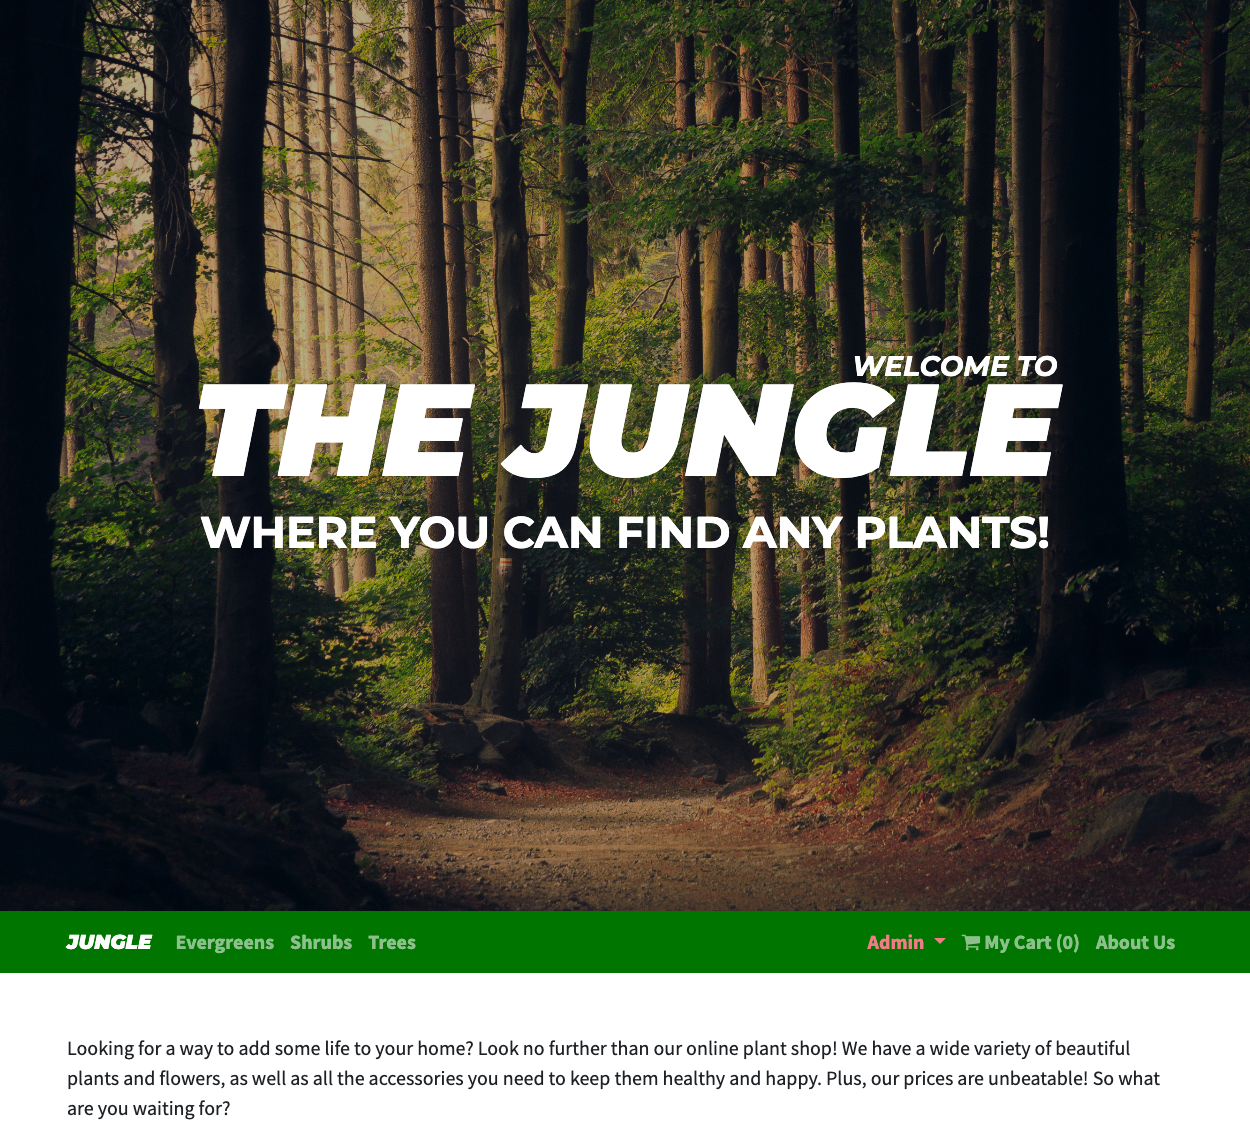 WELCOME TO
THE JUNGLE
WHERE YOU CAN FIND ANY PLANTS!
JUNGLE Evergreens Shrubs Trees Admin My Cart (0) About Us
Looking for a way to add some life to your home? Look no further than our online plant shop! We have a wide variety of beautiful
plants and flowers, as well as all the accessories you need to keep them healthy and happy. Plus, our prices are unbeatable! So what
are you waiting for?